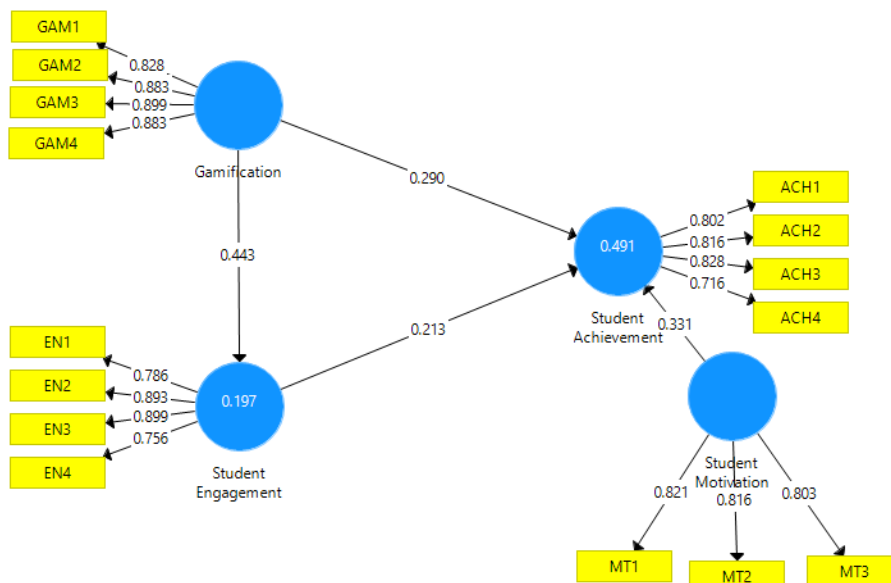 GAM1
0.828
GAM2
0.883
GAM3
0.899
GAM4
0.883
Gamification
0.290
0.443
ACH1
0.802
ACH2
0.816
0.491
ACH3
0.828
0.716
ACH4
Student
Achievement
0.331
0.213
EN1
0.786
EN2
0.893
0.197
EN3
0.899
0.756
EN4
Student
Engagement
Student
Motivation
0.821
0.816
0.803
MT1
MT2
MT3